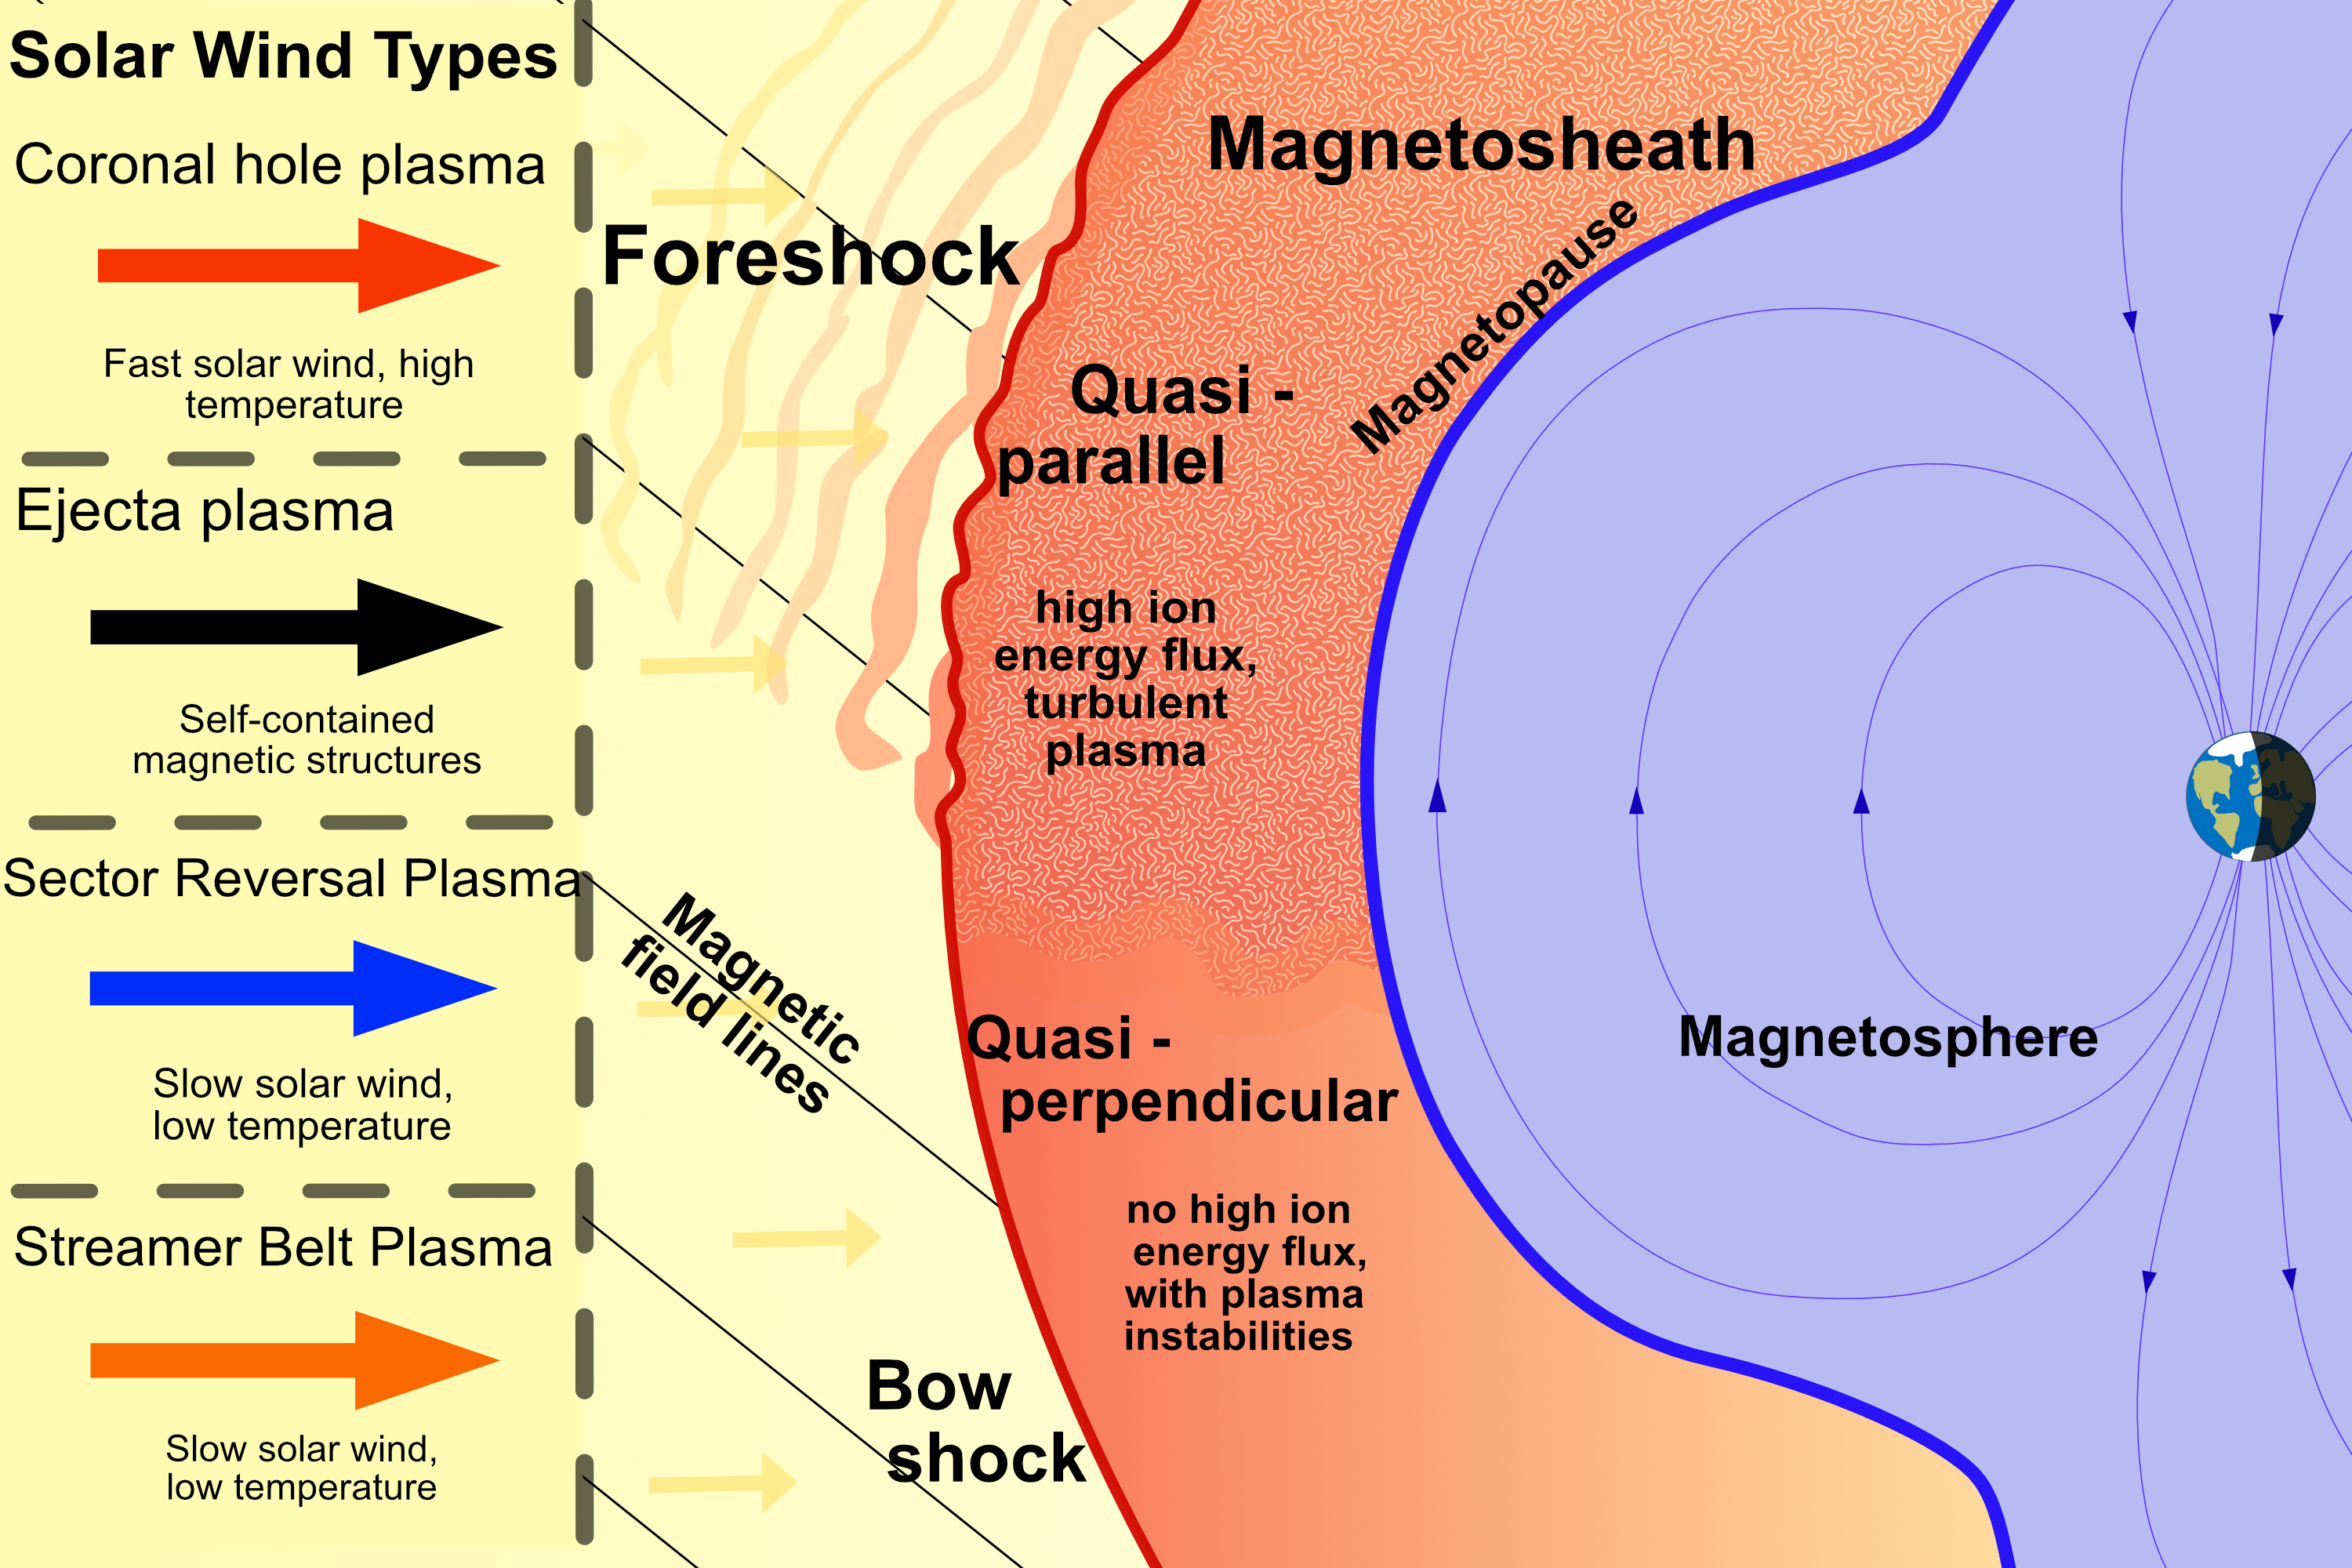 Solar Wind Types
Coronal hole plasma
Fast solar wind, high
temperature
Ejecta plasma
Self-contained
magnetic structures
Sector Reversal Plasma
Slow solar wind,
low temperature
Streamer Belt Plasma
Slow solar wind,
low temperature
Foreshock
Magnetic
field lines
Bow
shock
Magnetosheath
Magnetopause
Quasi -
parallel
high ion
energy flux,
turbulent
plasma
Quasi -
perpendicular
no high ion
energy flux,
with plasma
instabilities
Magnetosphere